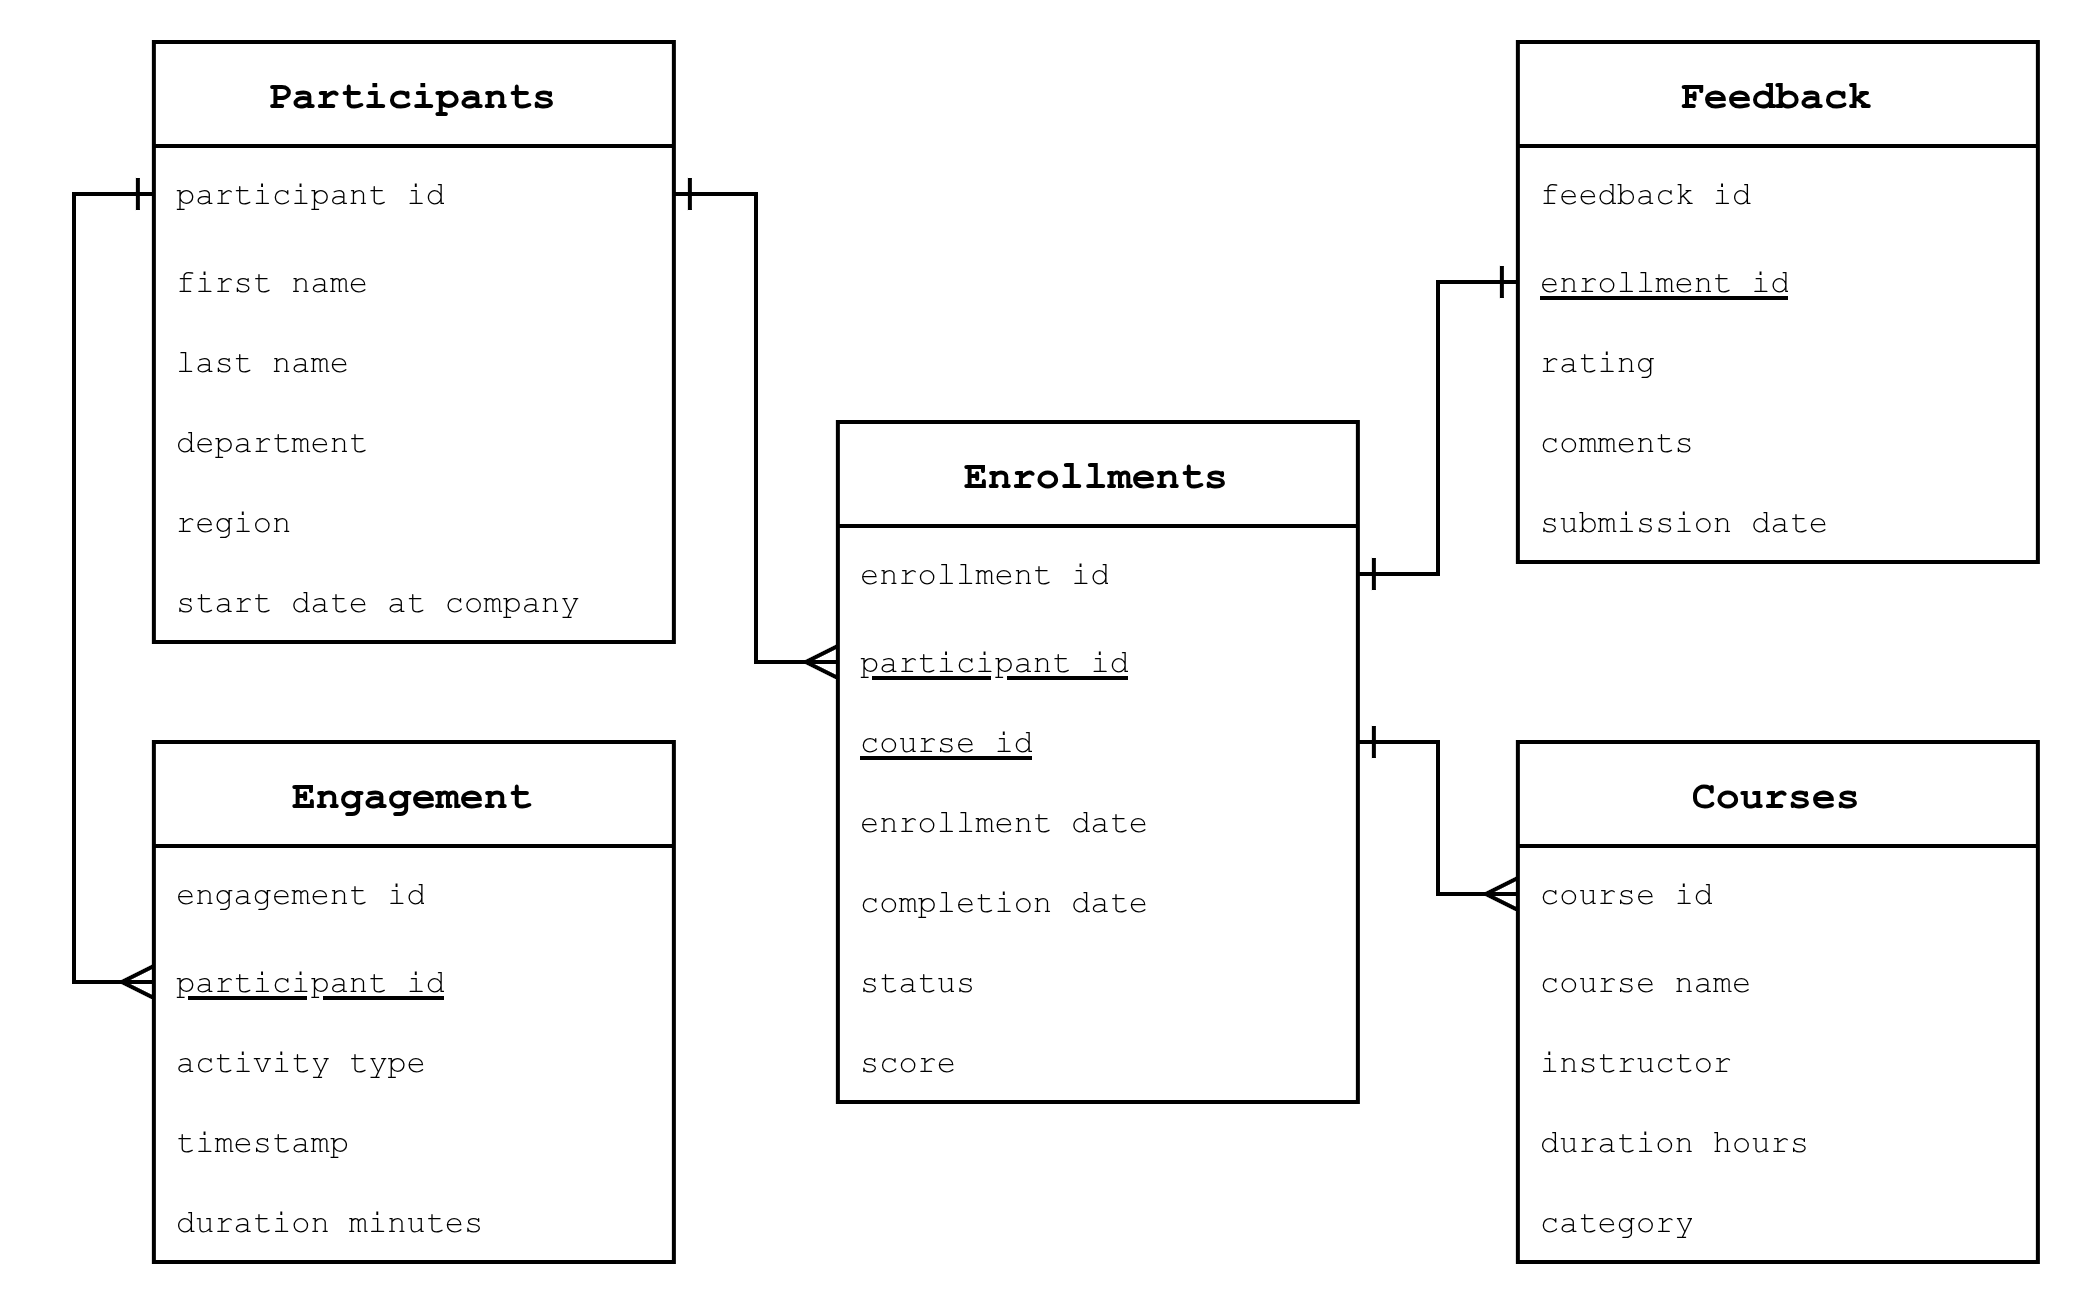 Participants
participant id
first name
last name
department
region
start date at company
Engagement
engagement id
participant id
activity type
timestamp
duration minutes
Enrollments
enrollment id
participant id
course id
enrollment date
completion date
status
score
Feedback
feedback id
enrollment id
rating
comments
submission date
Courses
course id
course name
instructor
duration hours
category